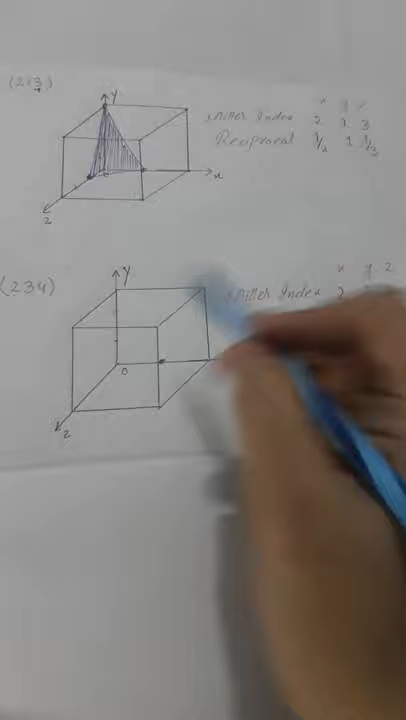 (213)
Y
x y z
Miller Index 2 1 3
Reciprocal 1/2 1 1/3
x
z
Y
x y z
(234)
Miller Index 2
O
z